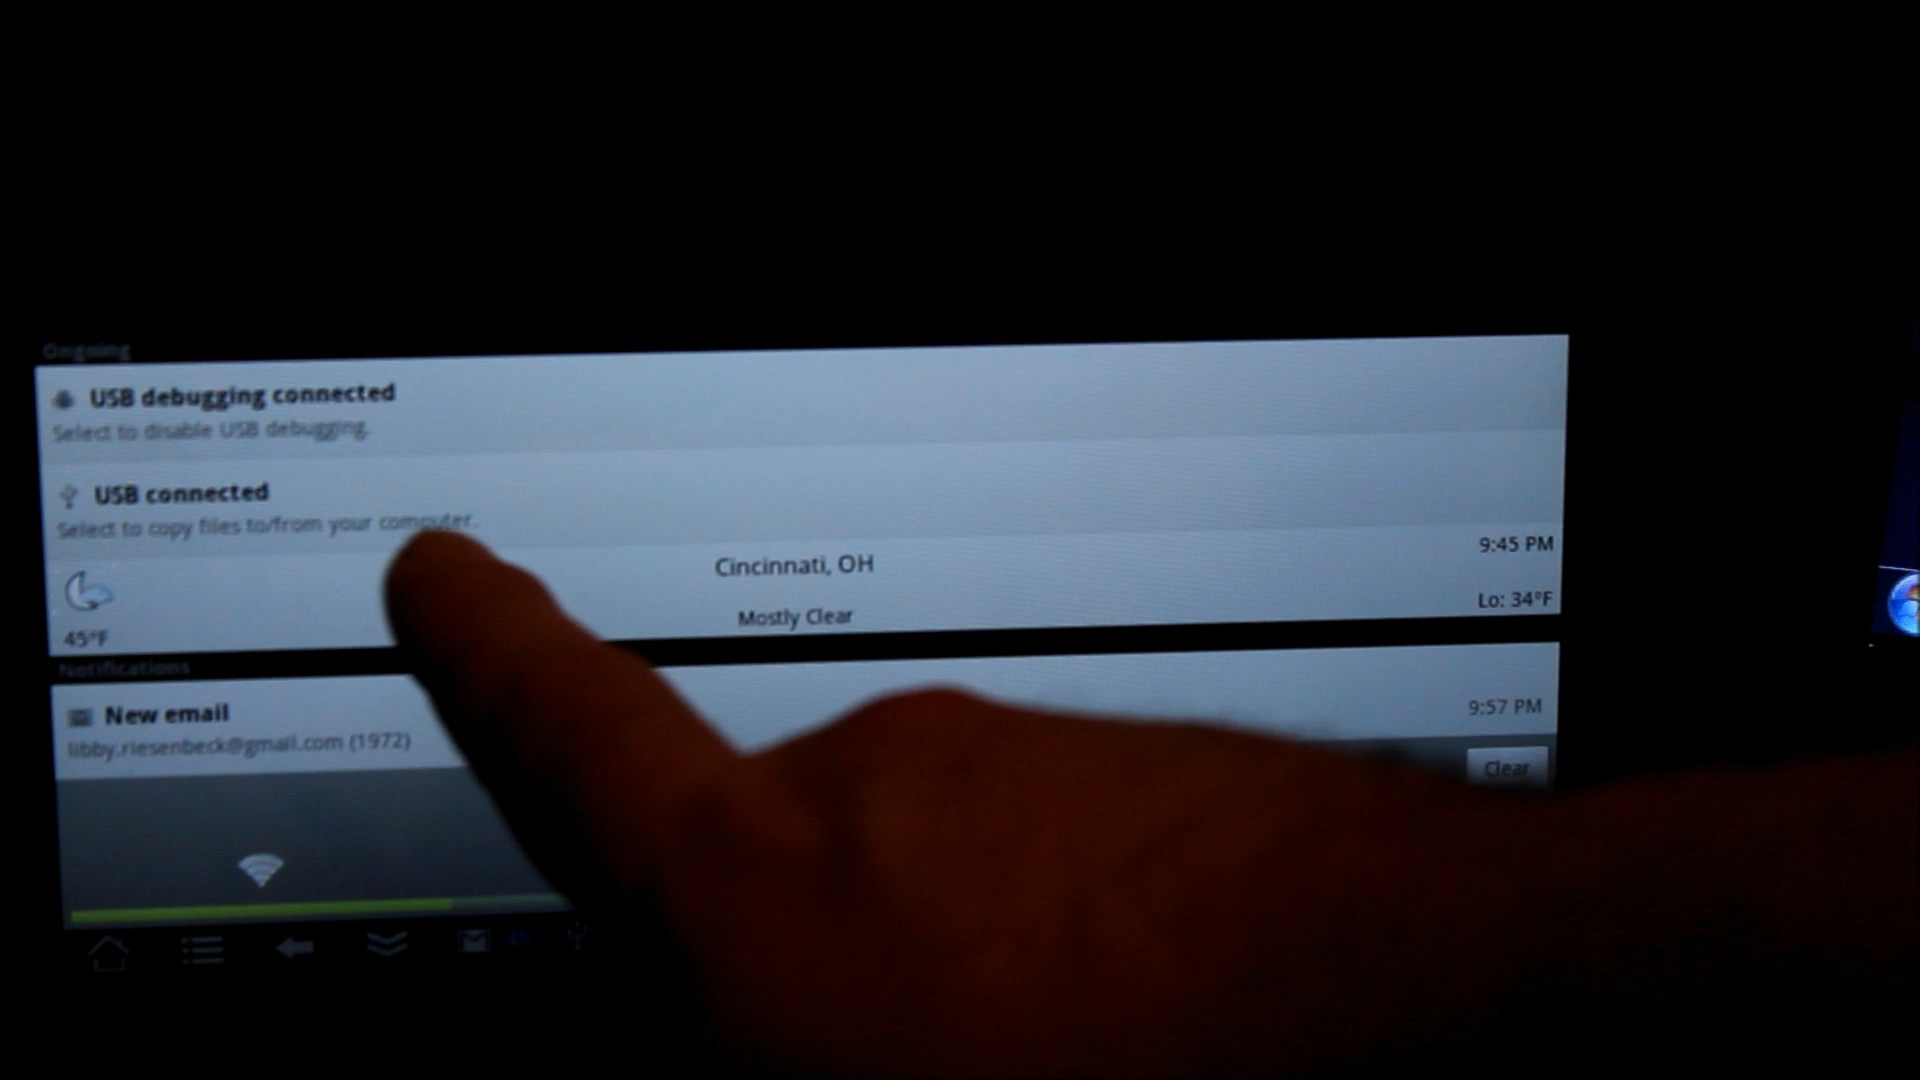 Ongoing
USB debugging connected
Select to disable USB debugging.
USB connected
Select to copy files to/from your computer.
Cincinnati, OH
9:45 PM
Mostly Clear
Lo: 34°F
45°F
Notifications
New email
9:57 PM
libby.riesenbeck@gmail.com (1972)
Clear
45